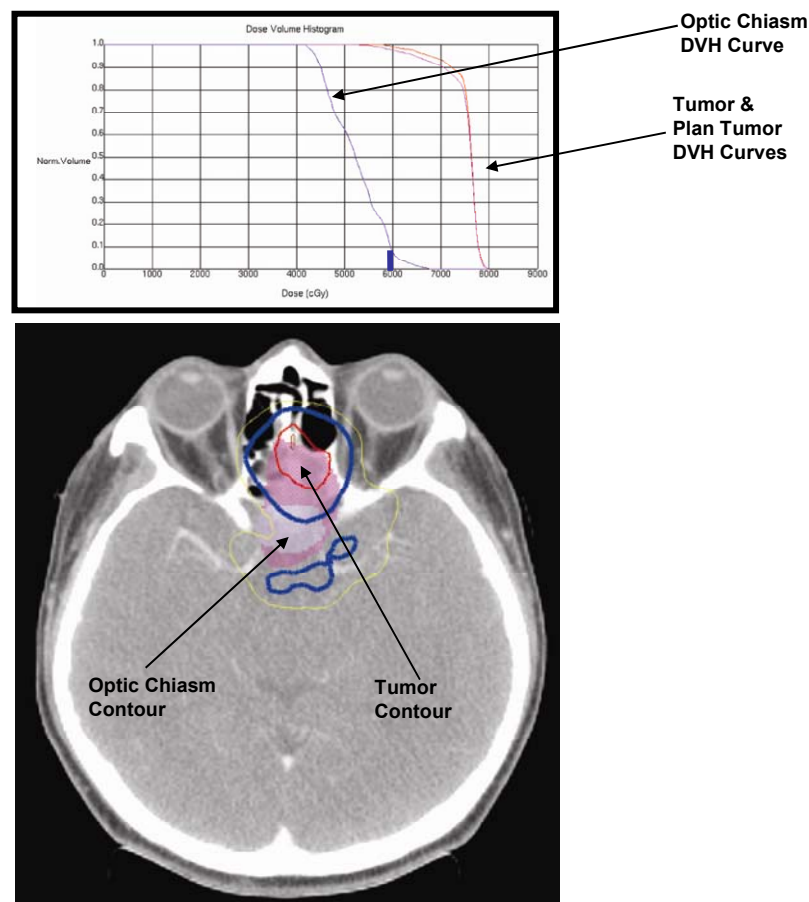 Dose Volume Histogram
1.0
0.9
0.8
0.7
0.6
0.5
0.4
0.3
0.2
0.1
0.0
Norm.Volume
0 1000 2000 3000 4000 5000 6000 7000 8000 9000
Dose (cGy)
Optic Chiasm
DVH Curve
Tumor &
Plan Tumor
DVH Curves
Optic Chiasm
Contour
Tumor
Contour